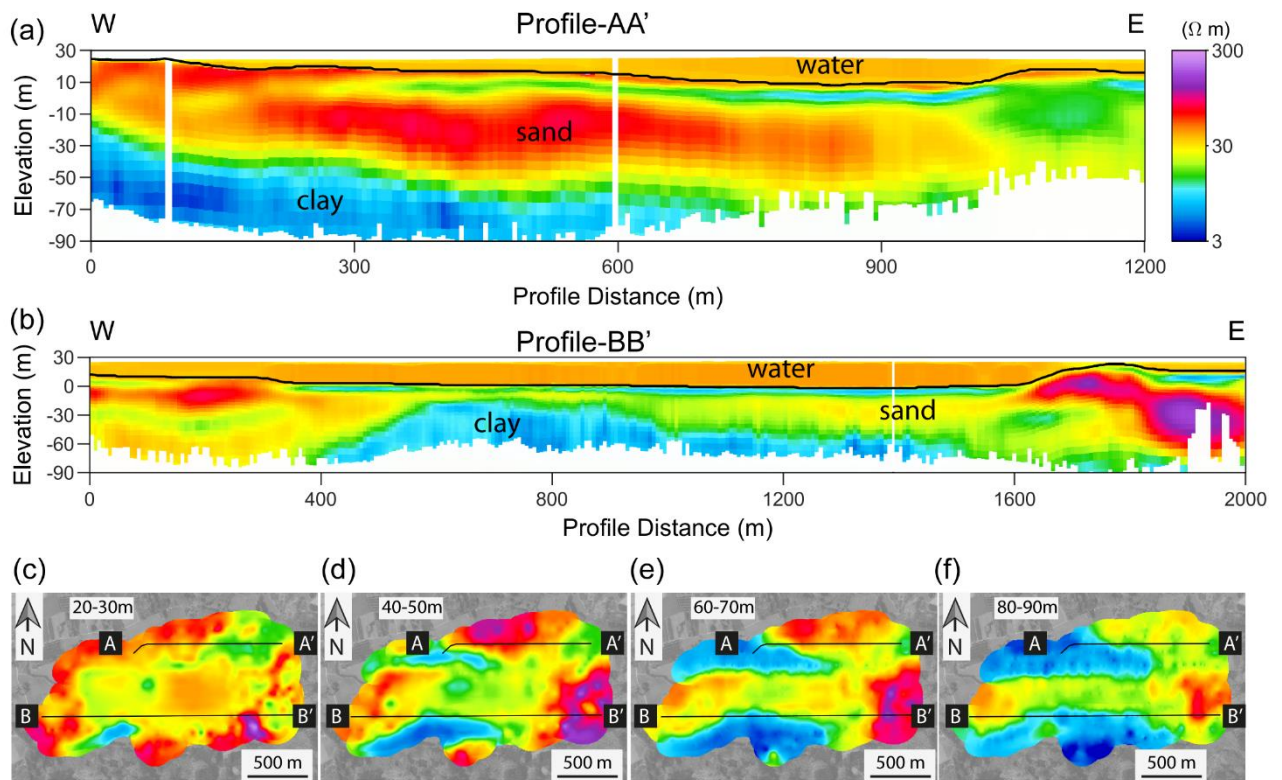 (a)
Profile-AA'
W
E
(Ω m)
30
10
-10
-30
-50
-70
-90
Elevation (m)
water
sand
clay
300
30
3
0
300
600
900
1200
Profile Distance (m)
(b)
Profile-BB'
W
E
30
0
-30
-60
-90
Elevation (m)
water
sand
clay
0
400
800
1200
1600
2000
Profile Distance (m)
(c)
20-30m
N
A
A'
B
B'
500 m
(d)
40-50m
N
A
A'
B
B'
500 m
(e)
60-70m
N
A
A'
B
B'
500 m
(f)
80-90m
N
A
A'
B
B'
500 m